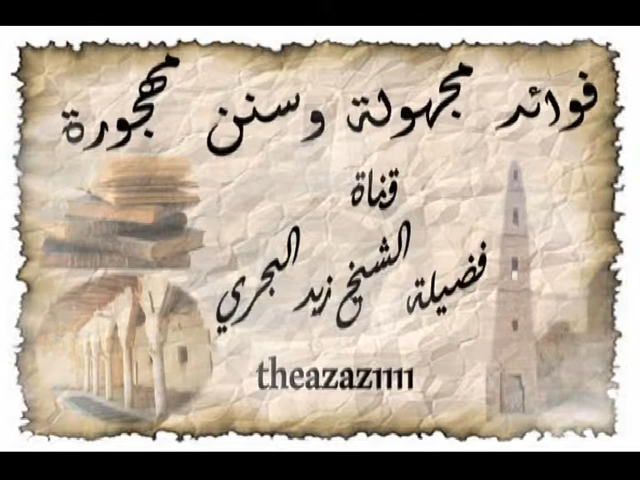 فوائد مجهولة وسنن مهجورة
قناة
فضيلة الشيخ زيد البحري
theazaz1111